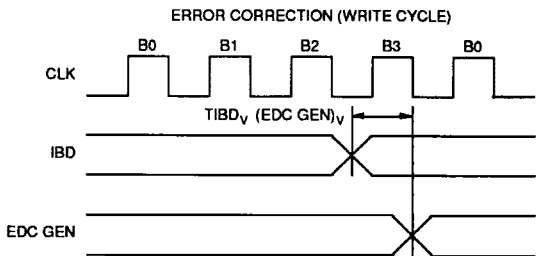 ERROR CORRECTION (WRITE CYCLE)
B0 B1 B2 B3 B0
CLK
TIBDV (EDC GEN)V
IBD
EDC GEN